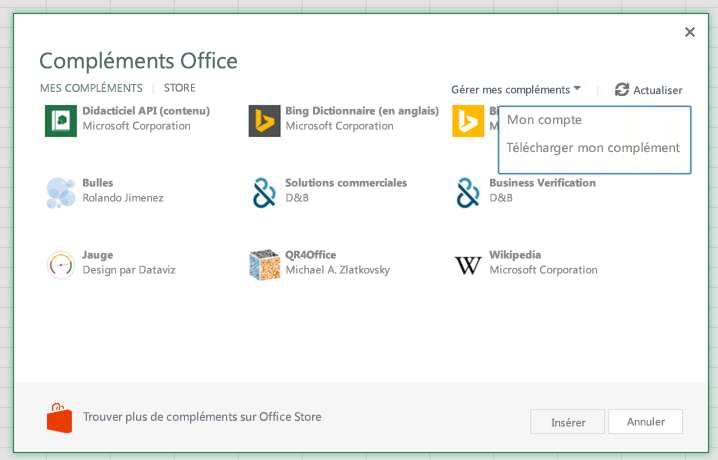 Compléments Office
MES COMPLÉMENTS | STORE
Gérer mes compléments | Actualiser
Mon compte
Télécharger mon complément
Didacticiel API (contenu)
Microsoft Corporation
Bing Dictionnaire (en anglais)
Microsoft Corporation
Bulles
Rolando Jimenez
Solutions commerciales
D&B
Business Verification
D&B
Jauge
Design par Dataviz
QR4Office
Michael A. Zlatkovsky
Wikipedia
Microsoft Corporation
Trouver plus de compléments sur Office Store
Insérer
Annuler